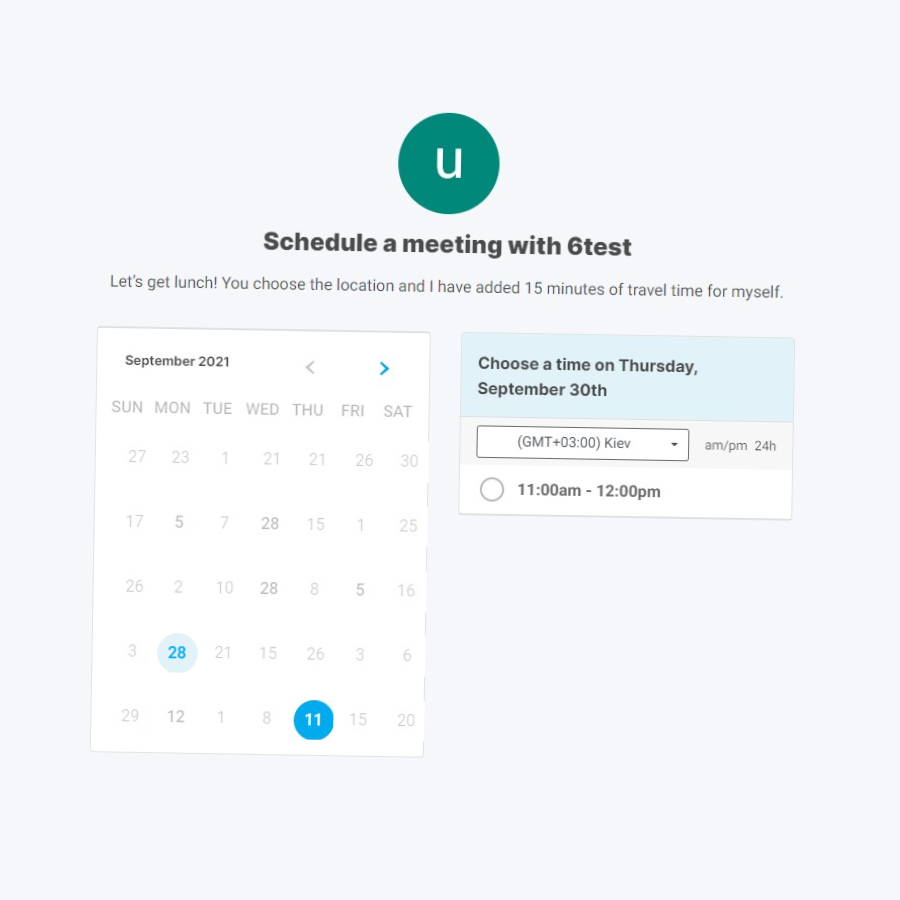 u
Schedule a meeting with 6test
Let's get lunch! You choose the location and I have added 15 minutes of travel time for myself.
September 2021
SUN MON TUE WED THU FRI SAT
27 23 1 21 21 26 30
17 5 7 28 15 1 25
26 2 10 28 8 5 16
3 28 21 15 26 3 6
29 12 1 8 11 15 20
Choose a time on Thursday,
September 30th
(GMT+03:00) Kiev am/pm 24h
11:00am - 12:00pm